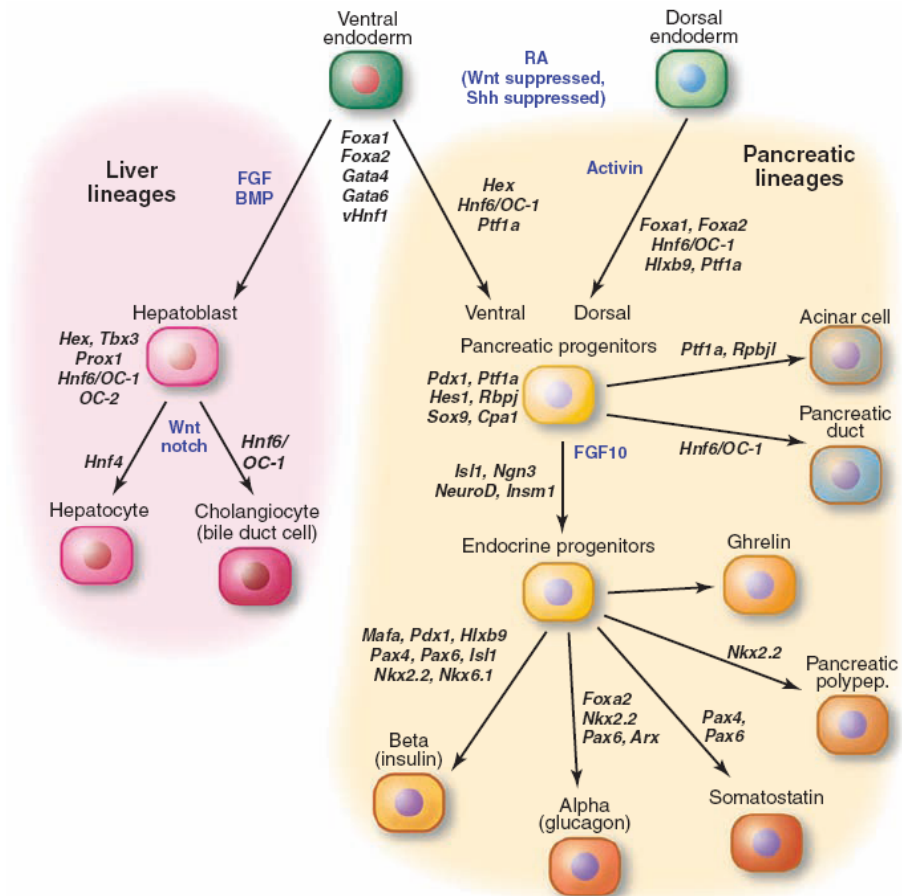 Ventral
endoderm
Dorsal
endoderm
RA
(Wnt suppressed,
Shh suppressed)
Liver
lineages
FGF
BMP
Foxa1
Foxa2
Gata4
Gata6
vHnf1
Hex
Hnf6/OC-1
Ptf1a
Activin
Pancreatic
lineages
Foxa1, Foxa2
Hnf6/OC-1
Hlxb9, Ptf1a
Hepatoblast
Hex, Tbx3
Prox1
Hnf6/OC-1
OC-2
Wnt
notch
Hnf4
Hnf6/
OC-1
Hepatocyte
Cholangiocyte
(bile duct cell)
Ventral
Dorsal
Pancreatic progenitors
Pdx1, Ptf1a
Hes1, Rbpj
Sox9, Cpa1
Ptf1a, Rpbjl
Acinar cell
Hnf6/OC-1
Pancreatic
duct
FGF10
Isl1, Ngn3
NeuroD, Insm1
Endocrine progenitors
Ghrelin
Mafa, Pdx1, Hlxb9
Pax4, Pax6, Isl1
Nkx2.2, Nkx6.1
Foxa2
Nkx2.2
Pax6, Arx
Pax4,
Pax6
Nkx2.2
Pancreatic
polypep.
Beta
(insulin)
Alpha
(glucagon)
Somatostatin